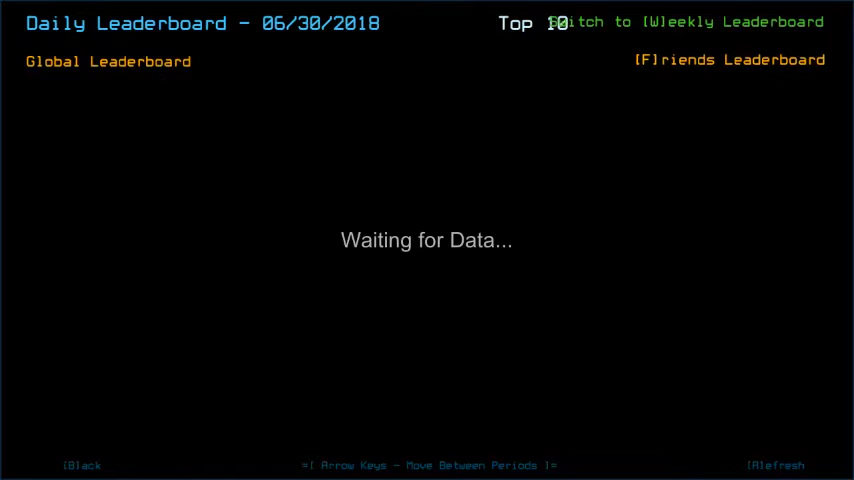 Daily Leaderboard - 06/30/2018
Top 10
Switch to [W]eekly Leaderboard
Global Leaderboard
[F]riends Leaderboard
Waiting for Data...
[B]ack
=[ Arrow Keys - Move Between Periods ]=
[R]efresh